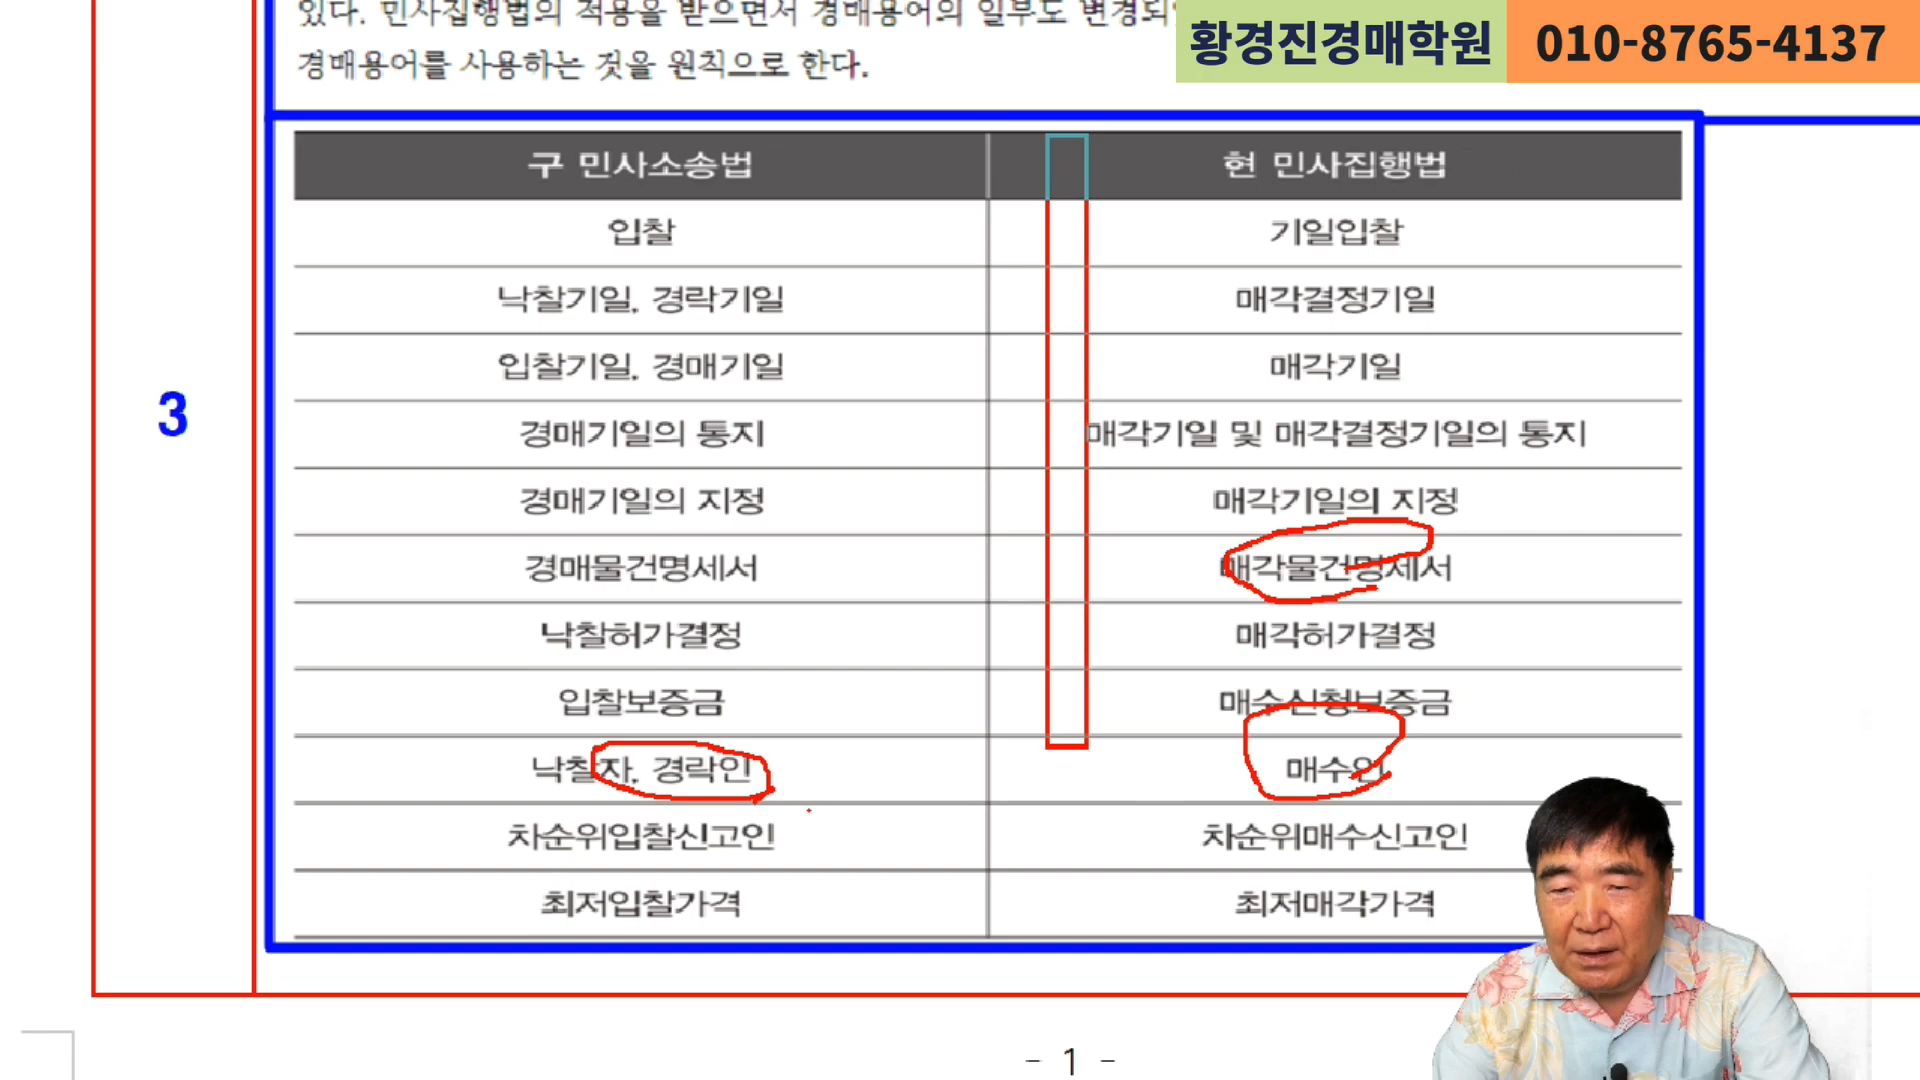 있다. 민사집행법의 적용을 받으면서 경매용어의 일부도
황경진경매학원 010-8765-4137
경매용어를 사용하는 것을 원칙으로 한다.
구 민사소송법 현 민사집행법
입찰 기일입찰
낙찰기일, 경락기일 매각결정기일
입찰기일, 경매기일 매각기일
3
경매기일의 통지 매각기일 및 매각결정기일의 통지
경매기일의 지정 매각기일의 지정
경매물건명세서 매각물건명세서
낙찰허가결정 매각허가결정
입찰보증금 매수신청보증금
낙찰자, 경락인 매수인
차순위입찰신고인 차순위매수신고인
최저입찰가격 최저매각가격
- 1 -